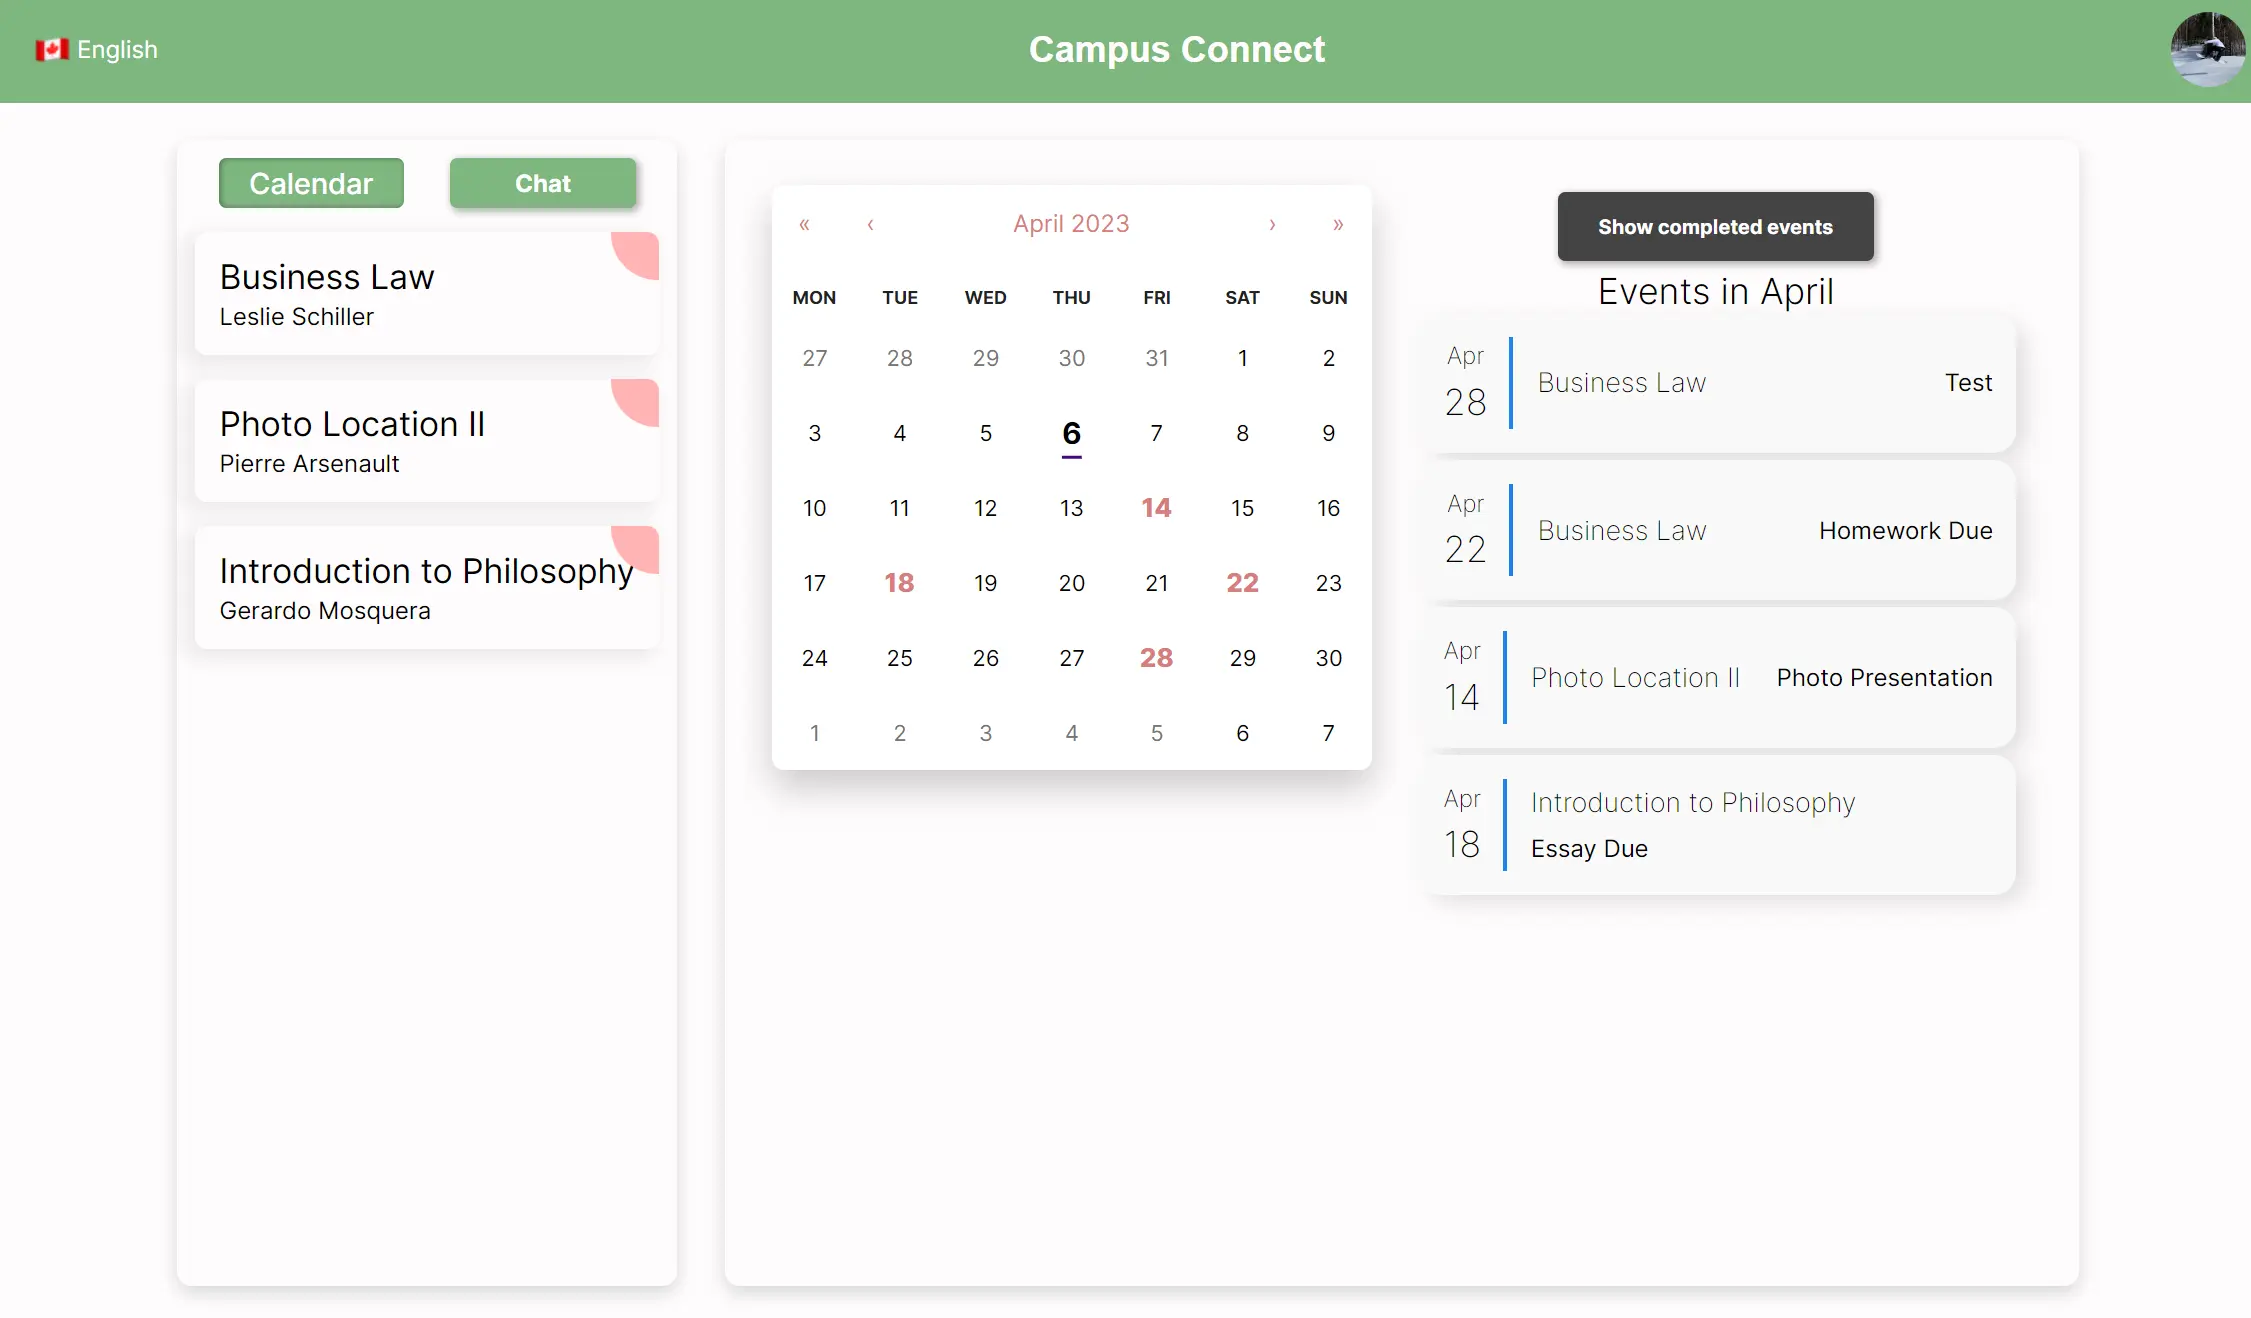 🇨🇦 English
Campus Connect
Calendar
Chat
Business Law
Leslie Schiller
Photo Location II
Pierre Arsenault
Introduction to Philosophy
Gerardo Mosquera
« ‹ April 2023 › »
MON TUE WED THU FRI SAT SUN
27 28 29 30 31 1 2
3 4 5 6 7 8 9
10 11 12 13 14 15 16
17 18 19 20 21 22 23
24 25 26 27 28 29 30
1 2 3 4 5 6 7
Show completed events
Events in April
Apr
28
Business Law Test
Apr
22
Business Law Homework Due
Apr
14
Photo Location II Photo Presentation
Apr
18
Introduction to Philosophy
Essay Due